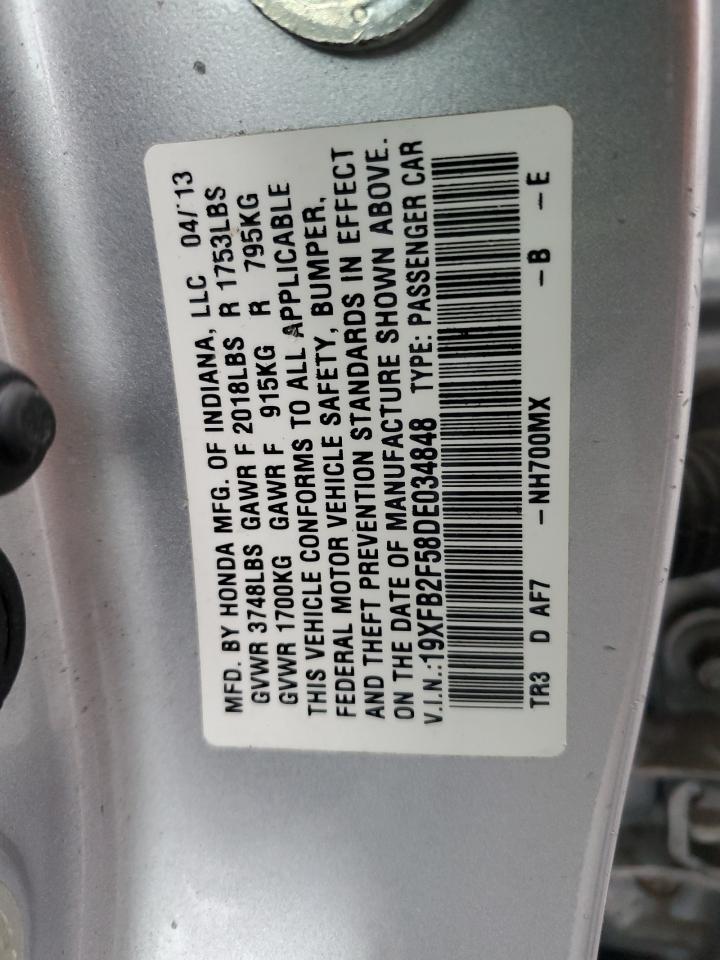 MFD. BY HONDA MFG. OF INDIANA, LLC 04/13
GVWR 3748LBS GAWR F 2018LBS R 1753LBS
GVWR 1700KG GAWR F 915KG R 795KG
THIS VEHICLE CONFORMS TO ALL APPLICABLE
FEDERAL MOTOR VEHICLE SAFETY, BUMPER,
AND THEFT PREVENTION STANDARDS IN EFFECT
ON THE DATE OF MANUFACTURE SHOWN ABOVE.
V.I.N.:19XFB2F58DE034848 TYPE: PASSENGER CAR
TR3 D AF7 -NH700MX -B -E